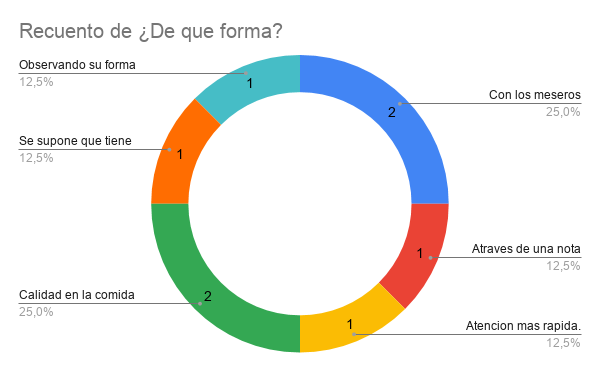 Recuento de ¿De que forma?
Observando su forma
12,5%
1
Con los meseros
25,0%
2
Se supone que tiene
12,5%
1
Atraves de una nota
12,5%
1
Calidad en la comida
25,0%
2
Atencion mas rapida.
12,5%
1